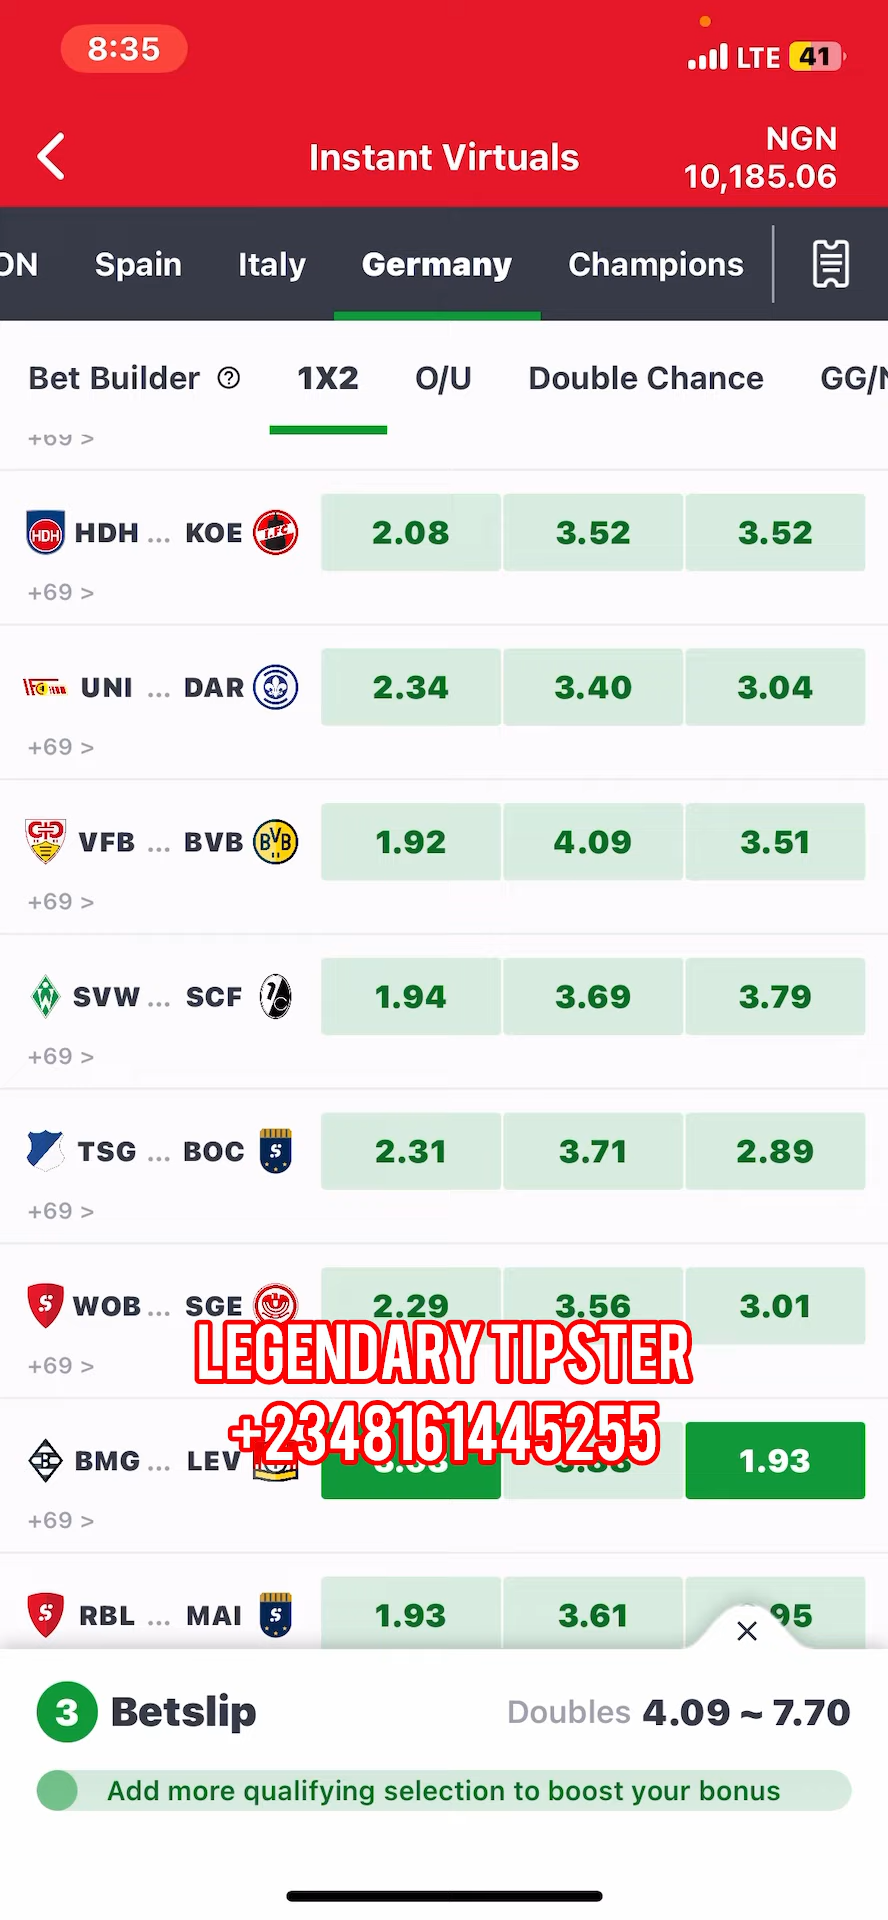 8:35
LTE 41
Instant Virtuals
NGN
10,185.06
ON Spain Italy Germany Champions
Bet Builder ? 1X2 O/U Double Chance GG/N
+69 >
HDH ... KOE 2.08 3.52 3.52
+69 >
UNI ... DAR 2.34 3.40 3.04
+69 >
VFB ... BVB 1.92 4.09 3.51
+69 >
SVW ... SCF 1.94 3.69 3.79
+69 >
TSG ... BOC 2.31 3.71 2.89
+69 >
WOB ... SGE 2.29 3.56 3.01
+69 >
LEGENDARY TIPSTER
+2348161445255
BMG ... LEV 1.93
+69 >
RBL ... MAI 1.93 3.61
3 Betslip Doubles 4.09 ~ 7.70
Add more qualifying selection to boost your bonus